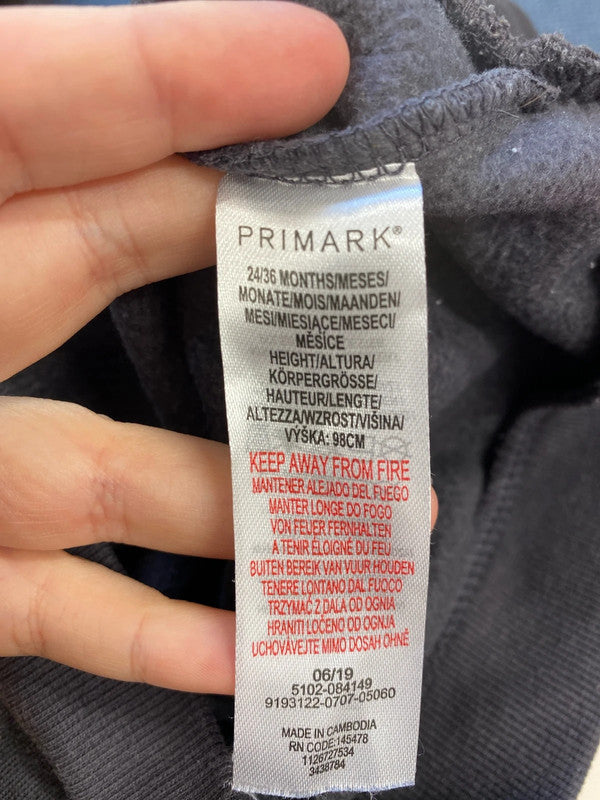 PRIMARK®
24/36 MONTHS/MESES/
MONATE/MOIS/MAANDEN/
MESI/MIESIĄCE/MESECI/
MĚSÍCE
HEIGHT/ALTURA/
KÖRPERGRÖSSE/
HAUTEUR/LENGTE/
ALTEZZA/WZROST/VIŠINA/
VÝŠKA: 98CM
KEEP AWAY FROM FIRE
MANTENER ALEJADO DEL FUEGO
MANTER LONGE DO FOGO
VON FEUER FERNHALTEN
A TENIR ÉLOIGNÉ DU FEU
BUITEN BEREIK VAN VUUR HOUDEN
TENERE LONTANO DAL FUOCO
TRZYMAĆ Z DALA OD OGNIA
HRANITI LOČENO OD OGNJA
UCHOVÁVEJTE MIMO DOSAH OHNĚ
06/19
5102-084149
9193122-0707-05060
MADE IN CAMBODIA
RN CODE:145478
1126727534
3438784